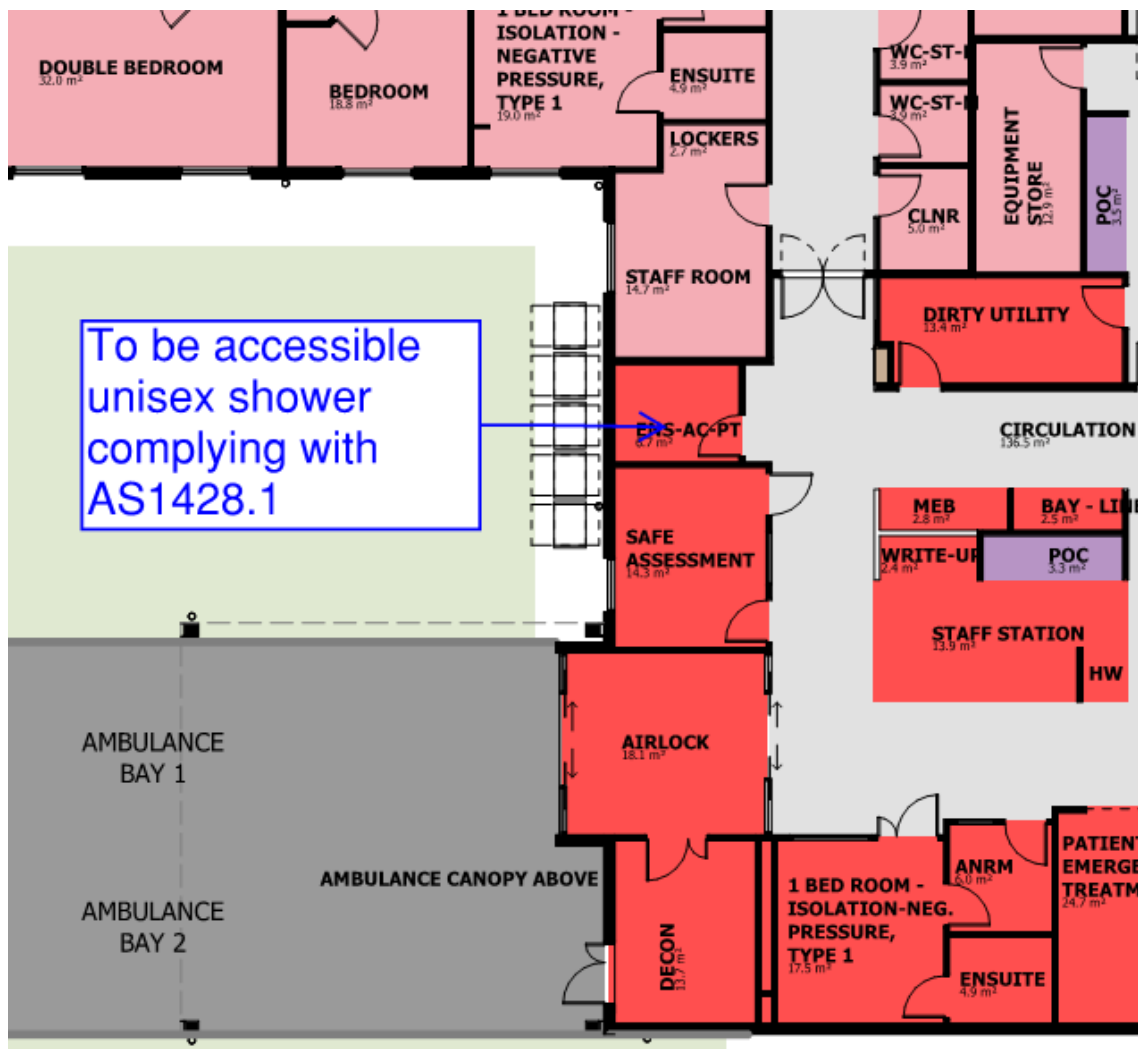 1 BED ROOM -
ISOLATION -
NEGATIVE
PRESSURE,
TYPE 1
19.0 m²
DOUBLE BEDROOM
32.0 m²
BEDROOM
18.8 m²
ENSUITE
4.9 m²
LOCKERS
2.7 m²
WC-ST-
3.9 m²
WC-ST-
3.9 m²
EQUIPMENT
STORE
12.9 m²
POC
3.5 m²
CLNR
5.0 m²
STAFF ROOM
14.7 m²
DIRTY UTILITY
13.4 m²
To be accessible
unisex shower
complying with
AS1428.1
ENS-AC-PT
6.7 m²
CIRCULATION
136.5 m²
MEB
2.8 m²
BAY - LIN
2.5 m²
SAFE
ASSESSMENT
14.3 m²
WRITE-UP
2.4 m²
POC
3.3 m²
STAFF STATION
13.9 m²
HW
AIRLOCK
18.1 m²
AMBULANCE
BAY 1
AMBULANCE CANOPY ABOVE
AMBULANCE
BAY 2
DECON
13.7 m²
1 BED ROOM -
ISOLATION-NEG.
PRESSURE,
TYPE 1
17.5 m²
ANRM
6.0 m²
ENSUITE
4.9 m²
PATIENT
EMERGE
TREATM
24.7 m²